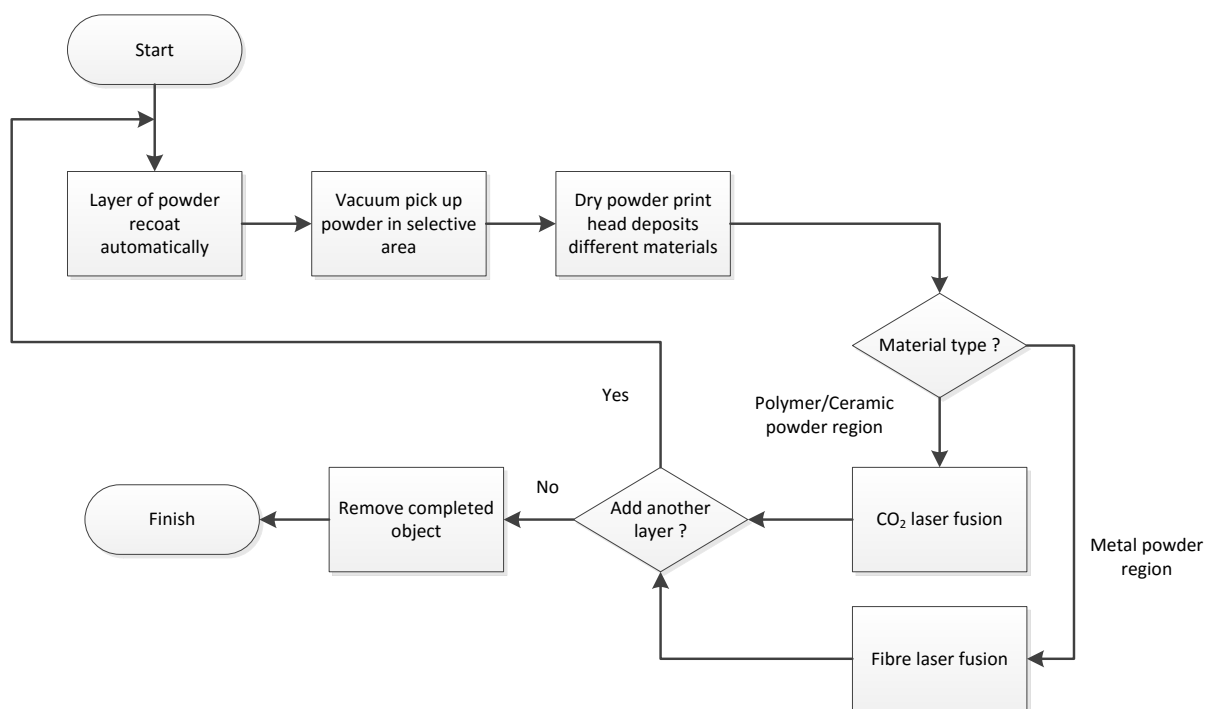 Start
Layer of powder
recoat
automatically
Vacuum pick up
powder in selective
area
Dry powder print
head deposits
different materials
Material type ?
Yes
Polymer/Ceramic
powder region
Finish
Remove completed
object
No
Add another
layer ?
CO₂ laser fusion
Metal powder
region
Fibre laser fusion